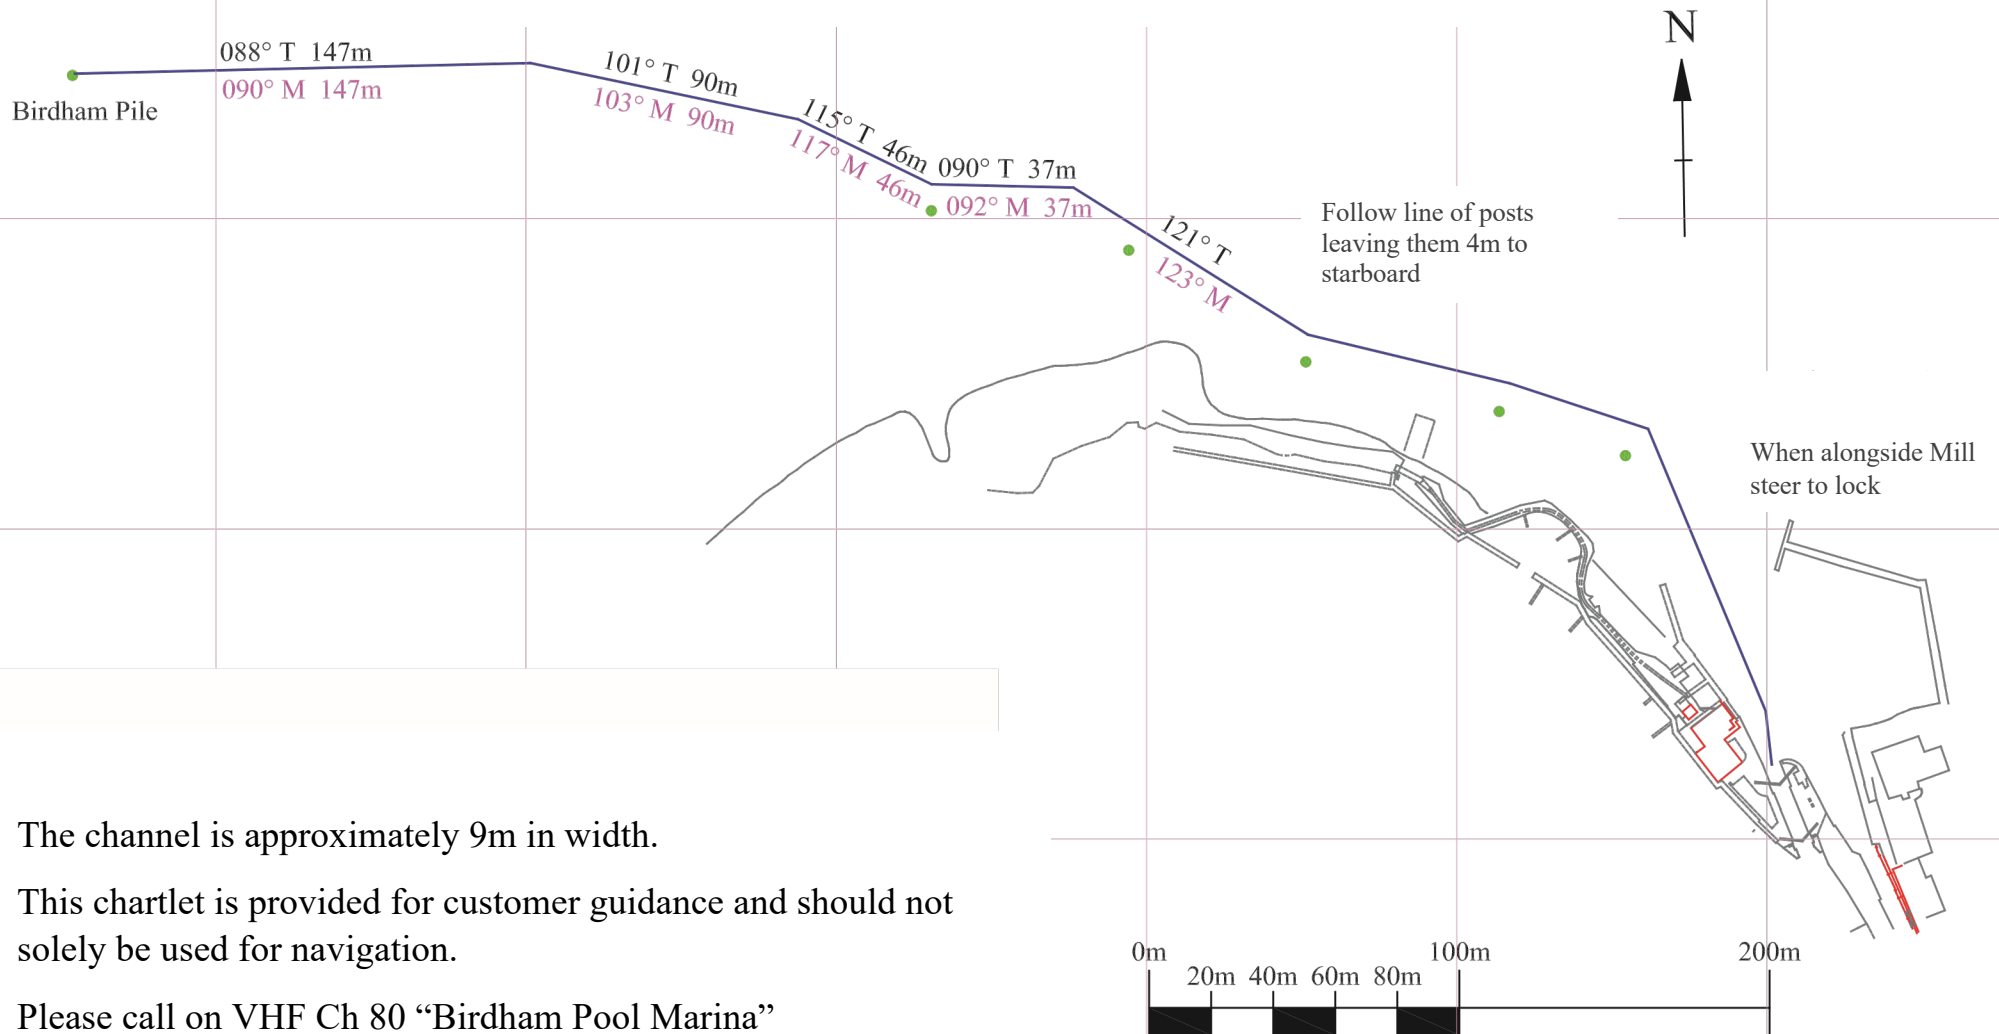 N
088° T 147m
090° M 147m
Birdham Pile
101° T 90m
103° M 90m
115° T 46m
117° M 46m
090° T 37m
092° M 37m
121° T
123° M
Follow line of posts
leaving them 4m to
starboard
When alongside Mill
steer to lock
The channel is approximately 9m in width.
This chartlet is provided for customer guidance and should not
solely be used for navigation.
Please call on VHF Ch 80 “Birdham Pool Marina”
0m 100m 200m
20m 40m 60m 80m